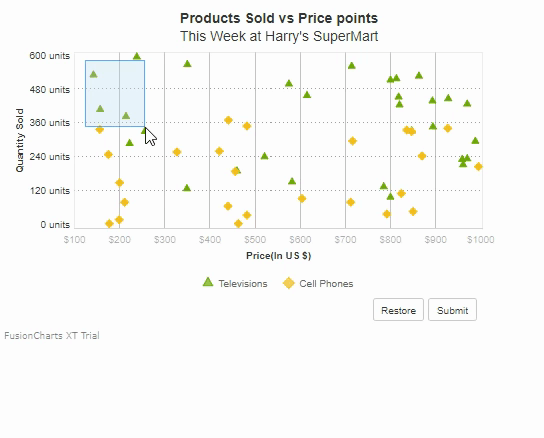 Products Sold vs Price points
This Week at Harry's SuperMart
600 units
480 units
360 units
240 units
120 units
0 units
Quantity Sold
$100 $200 $300 $400 $500 $600 $700 $800 $900 $1000
Price(In US $)
Televisions Cell Phones
Restore Submit
FusionCharts XT Trial